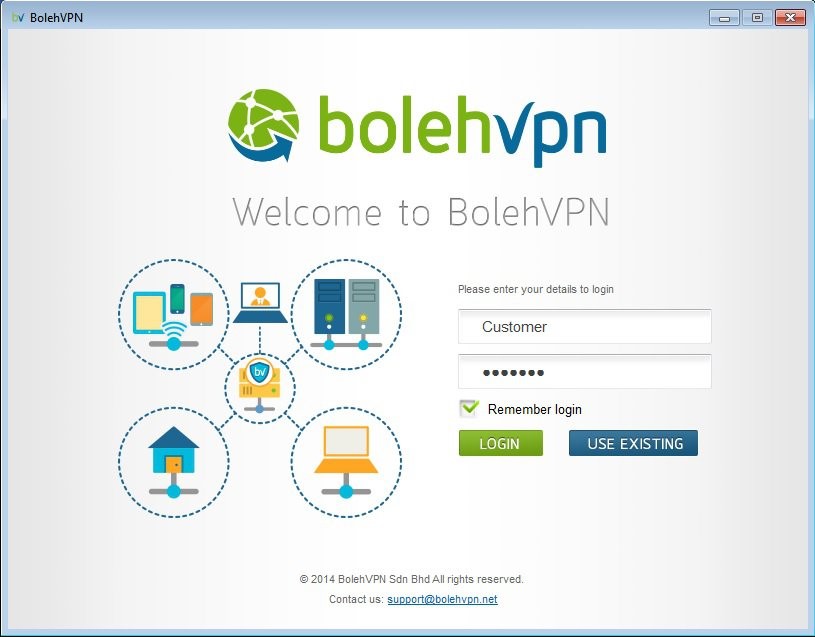 BolehVPN
bolehvpn
Welcome to BolehVPN
bv
Please enter your details to login
Customer
•••••••
Remember login
LOGIN USE EXISTING
© 2014 BolehVPN Sdn Bhd All rights reserved.
Contact us: support@bolehvpn.net